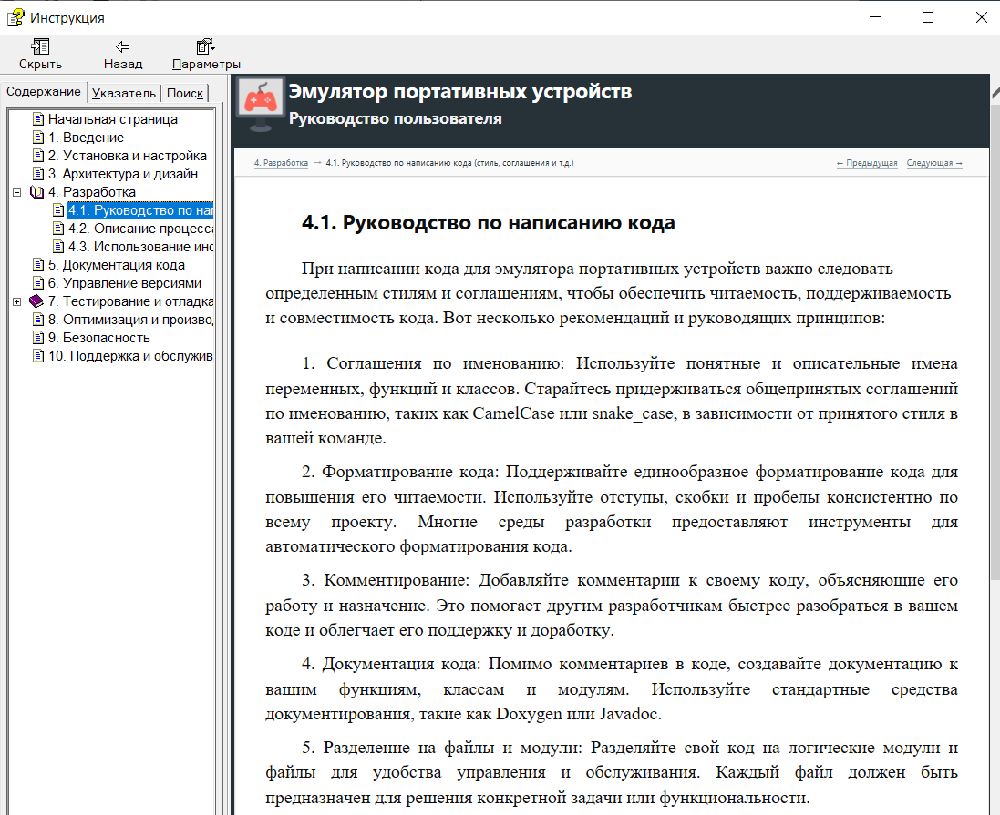 Инструкция
Скрыть Назад Параметры
Содержание Указатель Поиск
Начальная страница
1. Введение
2. Установка и настройка
3. Архитектура и дизайн
4. Разработка
4.1. Руководство по наг
4.2. Описание процесса
4.3. Использование инс
5. Документация кода
6. Управление версиями
7. Тестирование и отладка
8. Оптимизация и произво
9. Безопасность
10. Поддержка и обслужив
Эмулятор портативных устройств
Руководство пользователя
4. Разработка → 4.1. Руководство по написанию кода (стиль, соглашения и т.д.) ← Предыдущая Следующая →
4.1. Руководство по написанию кода
При написании кода для эмулятора портативных устройств важно следовать
определенным стилям и соглашениям, чтобы обеспечить читаемость, поддерживаемость
и совместимость кода. Вот несколько рекомендаций и руководящих принципов:
1. Соглашения по именованию: Используйте понятные и описательные имена
переменных, функций и классов. Старайтесь придерживаться общепринятых соглашений
по именованию, таких как CamelCase или snake_case, в зависимости от принятого стиля в
вашей команде.
2. Форматирование кода: Поддерживайте единообразное форматирование кода для
повышения его читаемости. Используйте отступы, скобки и пробелы консистентно по
всему проекту. Многие среды разработки предоставляют инструменты для
автоматического форматирования кода.
3. Комментирование: Добавляйте комментарии к своему коду, объясняющие его
работу и назначение. Это помогает другим разработчикам быстрее разобраться в вашем
коде и облегчает его поддержку и доработку.
4. Документация кода: Помимо комментариев в коде, создавайте документацию к
вашим функциям, классам и модулям. Используйте стандартные средства
документирования, такие как Doxygen или Javadoc.
5. Разделение на файлы и модули: Разделяйте свой код на логические модули и
файлы для удобства управления и обслуживания. Каждый файл должен быть
предназначен для решения конкретной задачи или функциональности.